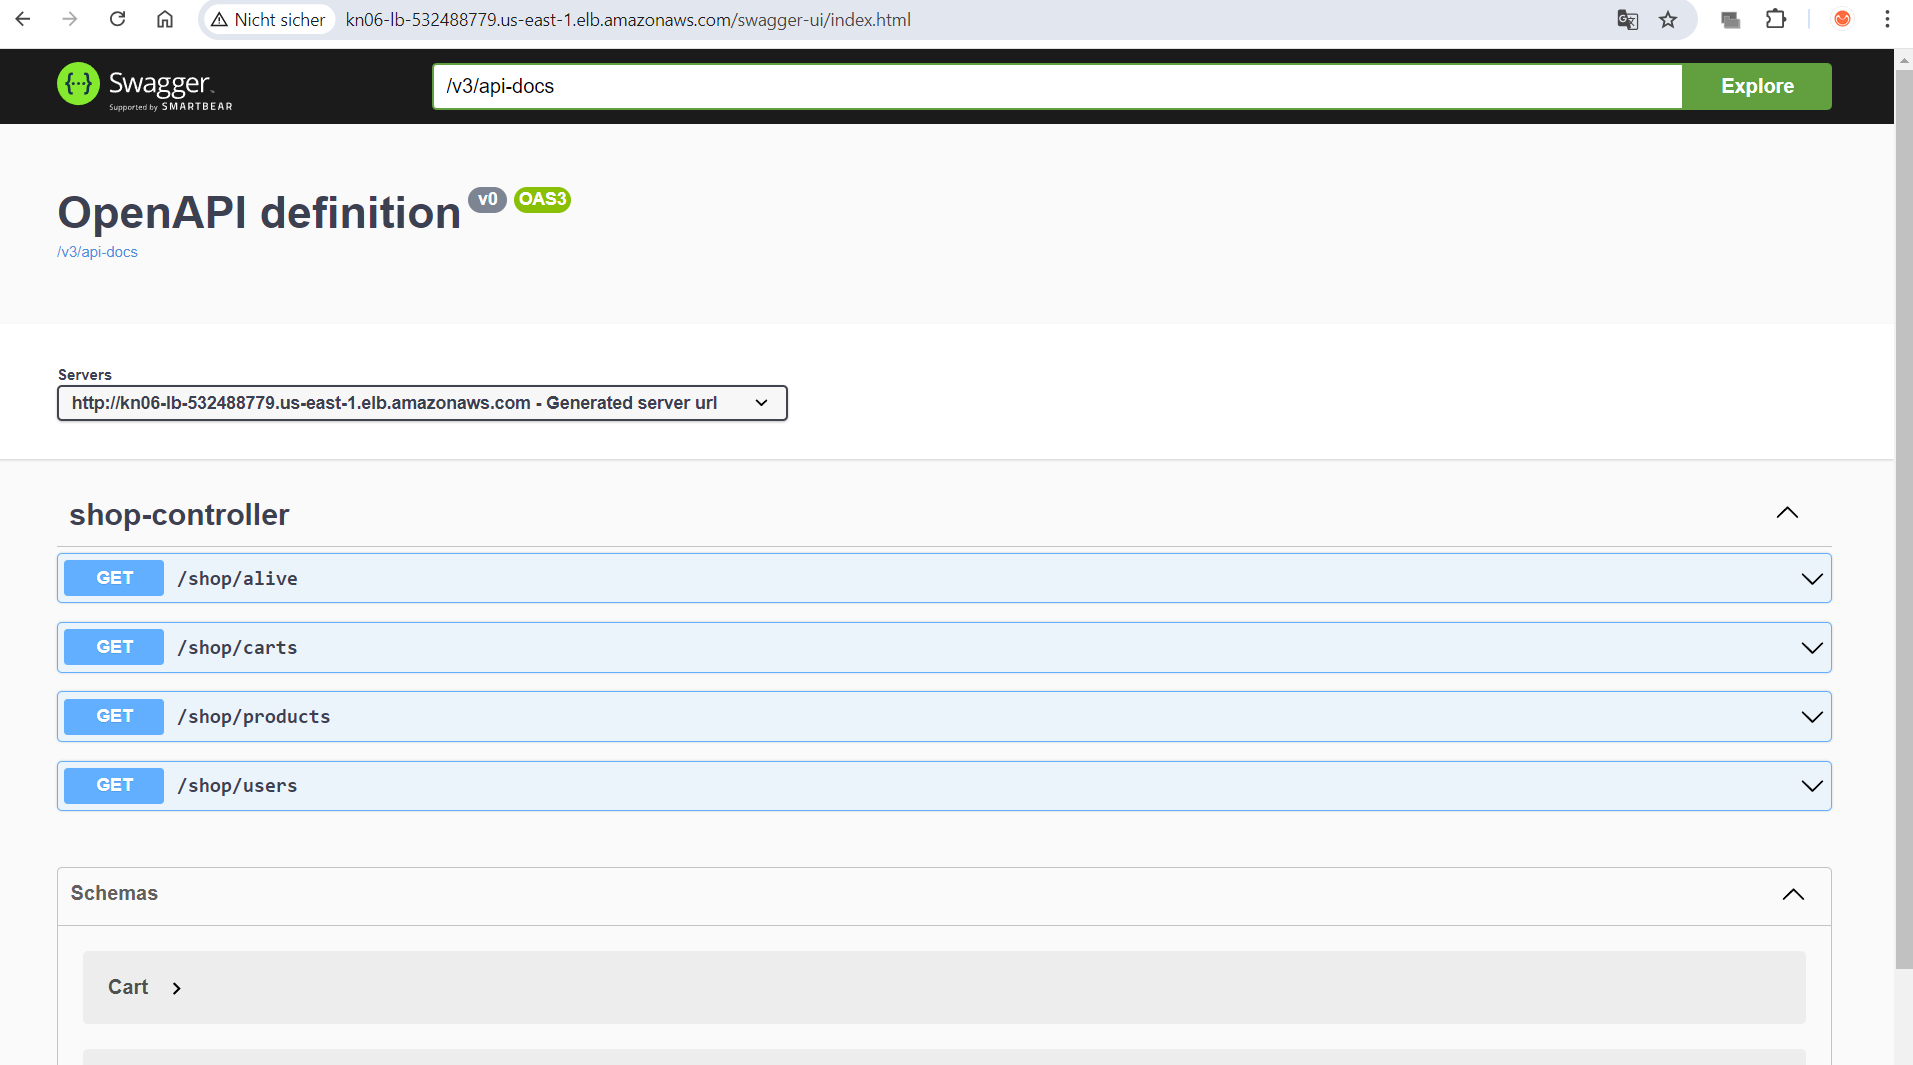 Nicht sicher kn06-lb-532488779.us-east-1.elb.amazonaws.com/swagger-ui/index.html
Swagger
Supported by SMARTBEAR
/v3/api-docs
Explore
OpenAPI definition v0 OAS3
/v3/api-docs
Servers
http://kn06-lb-532488779.us-east-1.elb.amazonaws.com - Generated server url
shop-controller
GET /shop/alive
GET /shop/carts
GET /shop/products
GET /shop/users
Schemas
Cart